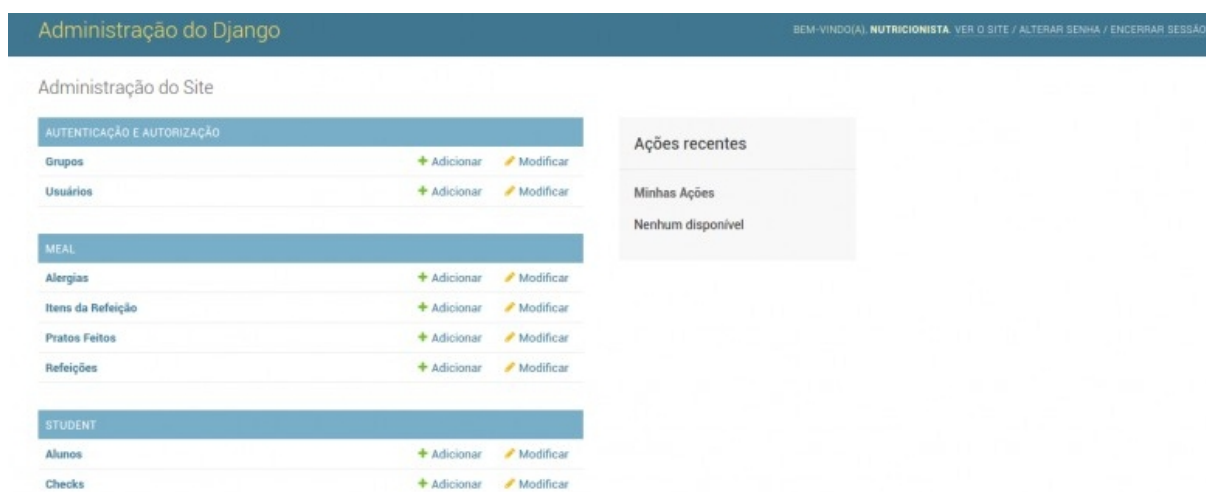 Administração do Django
BEM-VINDO(A), NUTRICIONISTA. VER O SITE / ALTERAR SENHA / ENCERRAR SESSÃO
Administração do Site
AUTENTICAÇÃO E AUTORIZAÇÃO
Grupos + Adicionar Modificar
Usuários + Adicionar Modificar
MEAL
Alergias + Adicionar Modificar
Itens da Refeição + Adicionar Modificar
Pratos Feitos + Adicionar Modificar
Refeições + Adicionar Modificar
STUDENT
Alunos + Adicionar Modificar
Checks + Adicionar Modificar
Ações recentes
Minhas Ações
Nenhum disponível